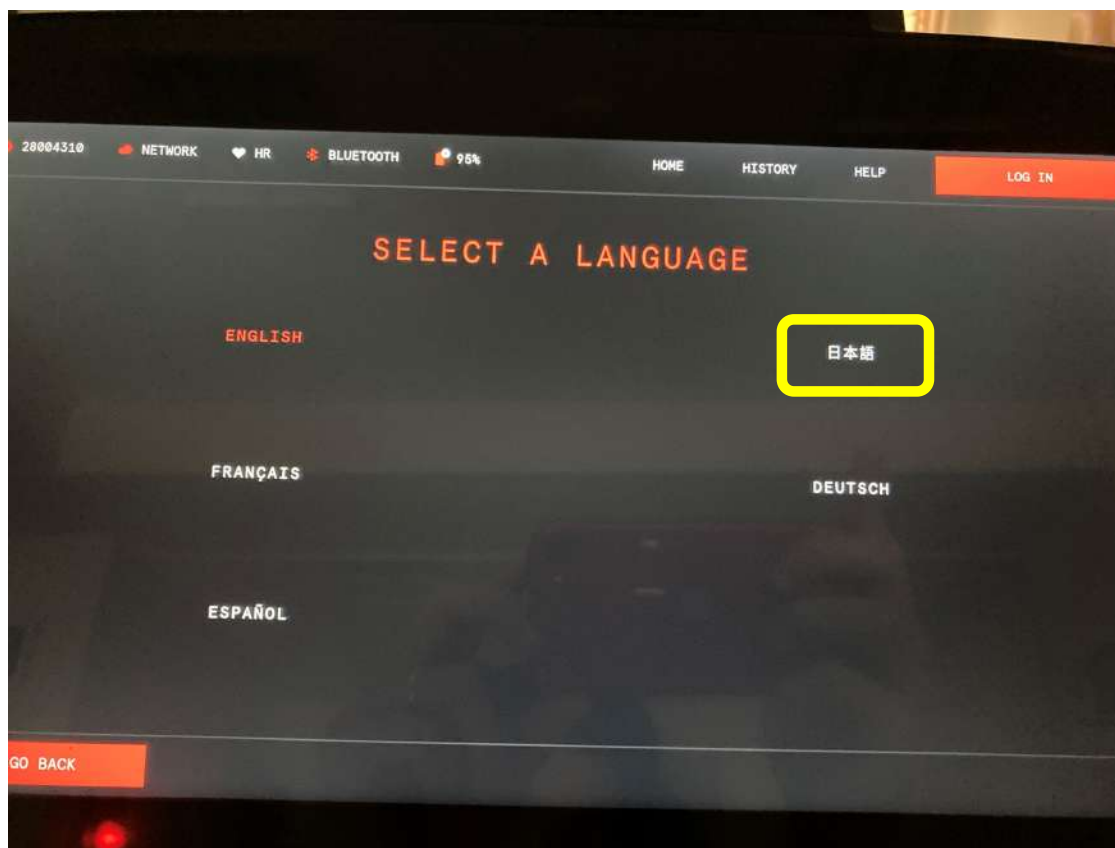 28004310 NETWORK HR BLUETOOTH 95% HOME HISTORY HELP LOG IN
SELECT A LANGUAGE
ENGLISH 日本語
FRANÇAIS DEUTSCH
ESPAÑOL
GO BACK